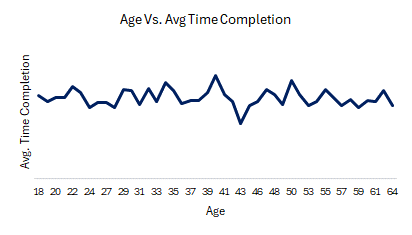 Age Vs. Avg Time Completion
Avg. Time Completion
18 20 22 24 27 29 31 33 35 37 39 41 43 46 48 50 53 55 57 59 61 64
Age